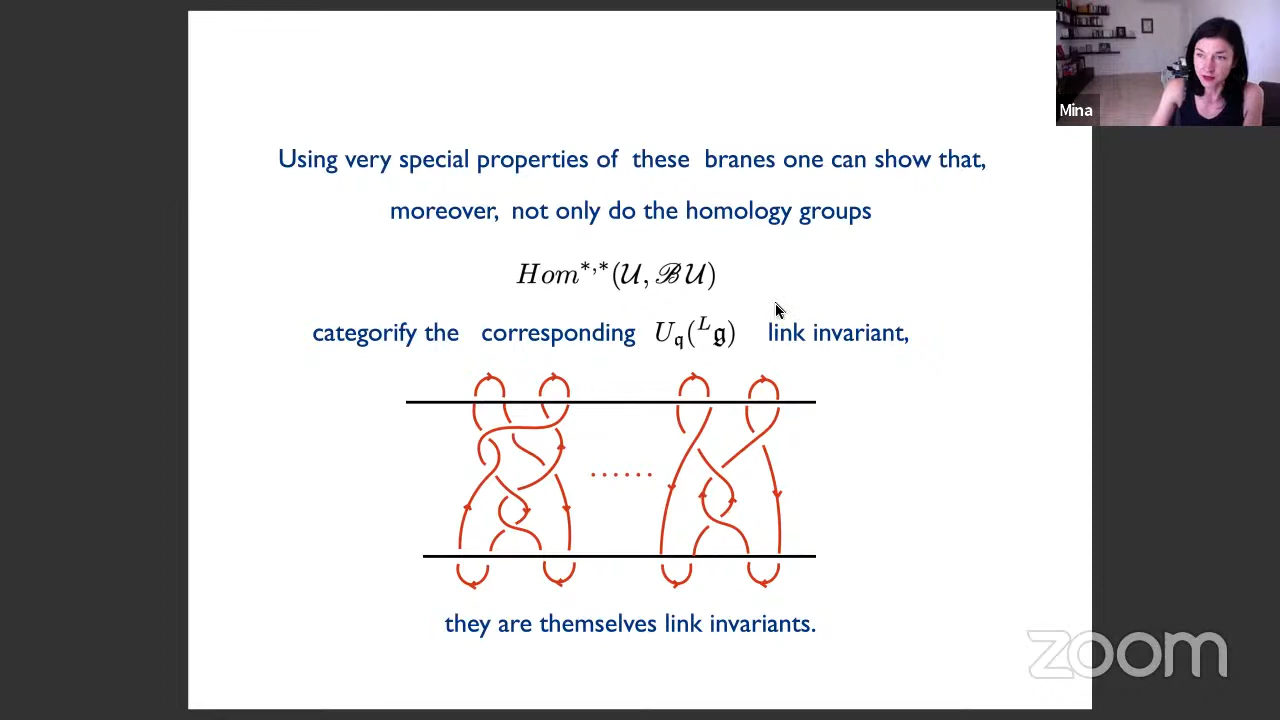 Using very special properties of these branes one can show that,
moreover, not only do the homology groups
Hom*,*(𝒰, ℬ𝒰)
categorify the corresponding U𝔮(ᴸ𝔤) link invariant,
they are themselves link invariants.
Mina
zoom